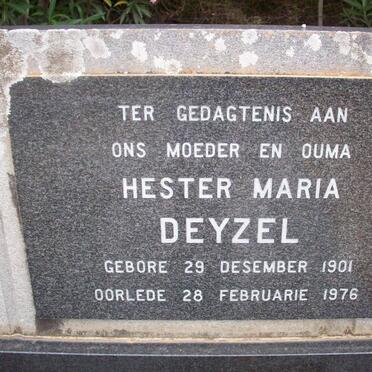 TER GEDAGTENIS AAN
ONS MOEDER EN OUMA
HESTER MARIA
DEYZEL
GEBORE 29 DESEMBER 1901
OORLEDE 28 FEBRUARIE 1976